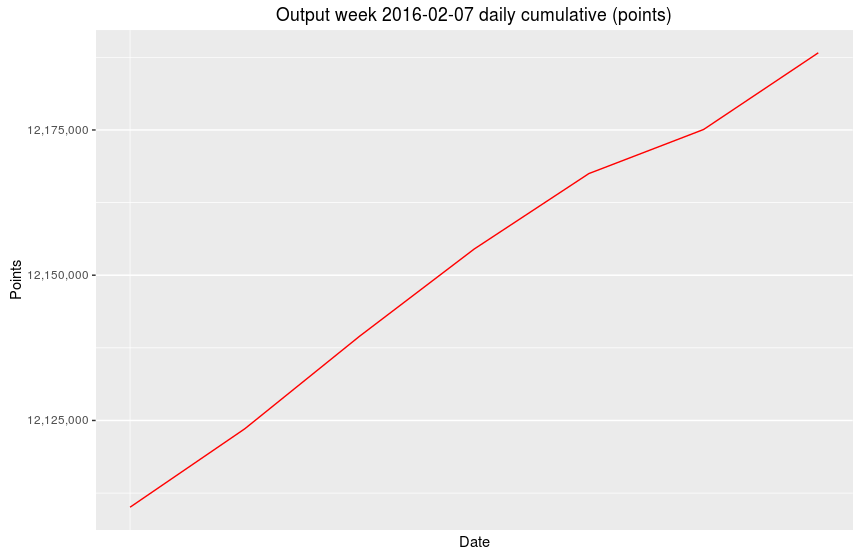 Output week 2016-02-07 daily cumulative (points)
12,175,000
12,150,000
12,125,000
Points
Date